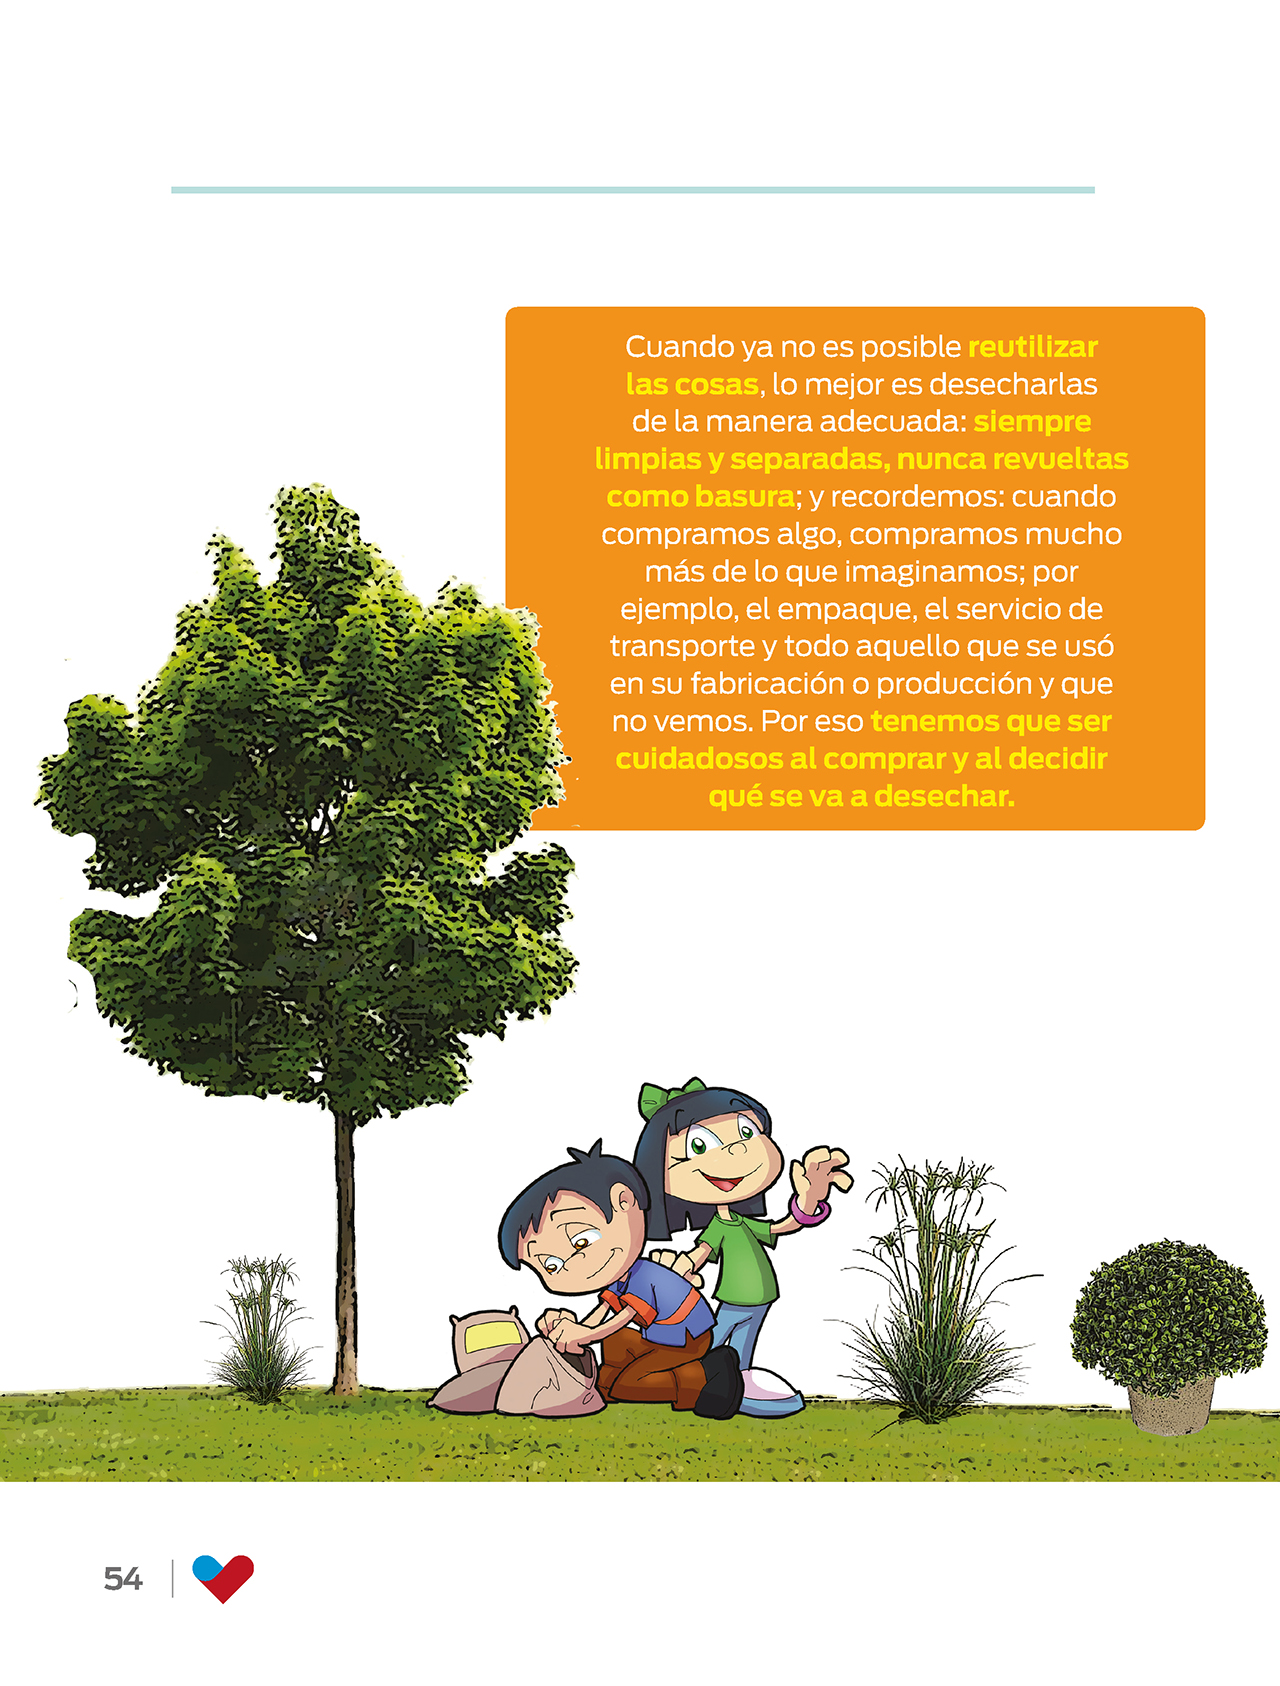 Cuando ya no es posible reutilizar
las cosas, lo mejor es desecharlas
de la manera adecuada: siempre
limpias y separadas, nunca revueltas
como basura; y recordemos: cuando
compramos algo, compramos mucho
más de lo que imaginamos; por
ejemplo, el empaque, el servicio de
transporte y todo aquello que se usó
en su fabricación o producción y que
no vemos. Por eso tenemos que ser
cuidadosos al comprar y al decidir
qué se va a desechar.
54